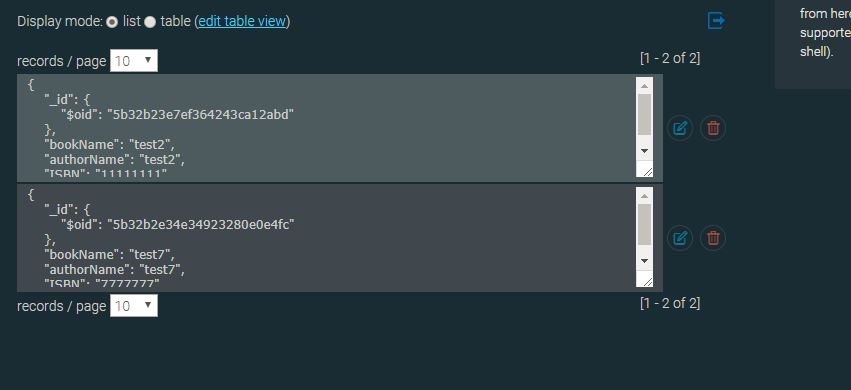 Display mode: list table (edit table view)
from here
supporte
shell).
records / page 10
[1 - 2 of 2]
{
"_id": {
"$oid": "5b32b23e7ef364243ca12abd"
},
"bookName": "test2",
"authorName": "test2",
"ISBN": "11111111"
{
"_id": {
"$oid": "5b32b2e34e34923280e0e4fc"
},
"bookName": "test7",
"authorName": "test7",
"ISBN": "7777777"
records / page 10
[1 - 2 of 2]